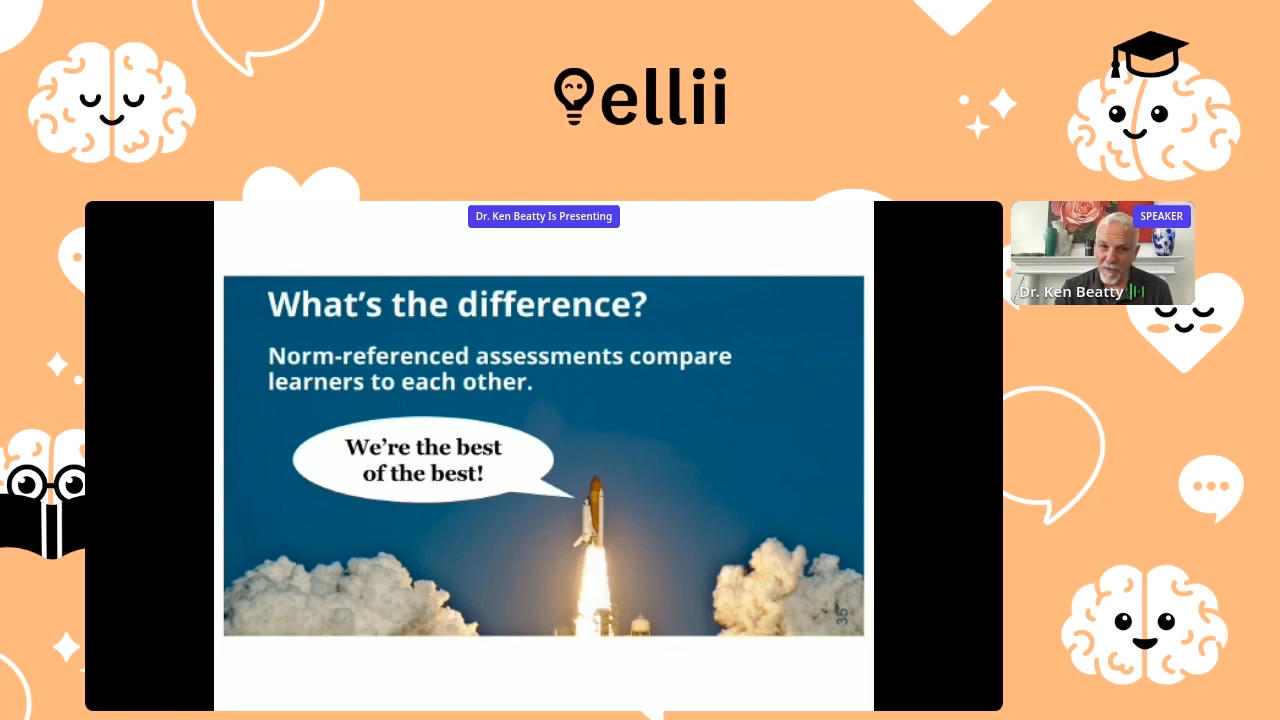 ellii
Dr. Ken Beatty Is Presenting
SPEAKER
Dr. Ken Beatty
What's the difference?
Norm-referenced assessments compare
learners to each other.
We're the best
of the best!
35